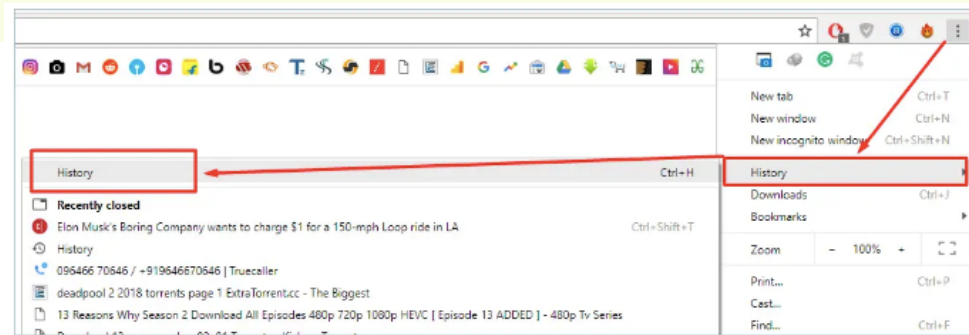 New tab Ctrl+T
New window Ctrl+N
New incognito window Ctrl+Shift+N
History
Downloads Ctrl+J
Bookmarks
Zoom - 100% +
Print... Ctrl+P
Cast...
Find... Ctrl+F
History Ctrl+H
Recently closed
Elon Musk's Boring Company wants to charge $1 for a 150-mph Loop ride in LA Ctrl+Shift+T
History
096466 70646 / +919646670646 | Truecaller
deadpool 2 2018 torrents page 1 ExtraTorrent.cc - The Biggest
13 Reasons Why Season 2 Download All Episodes 480p 720p 1080p HEVC [ Episode 13 ADDED ] - 480p Tv Series